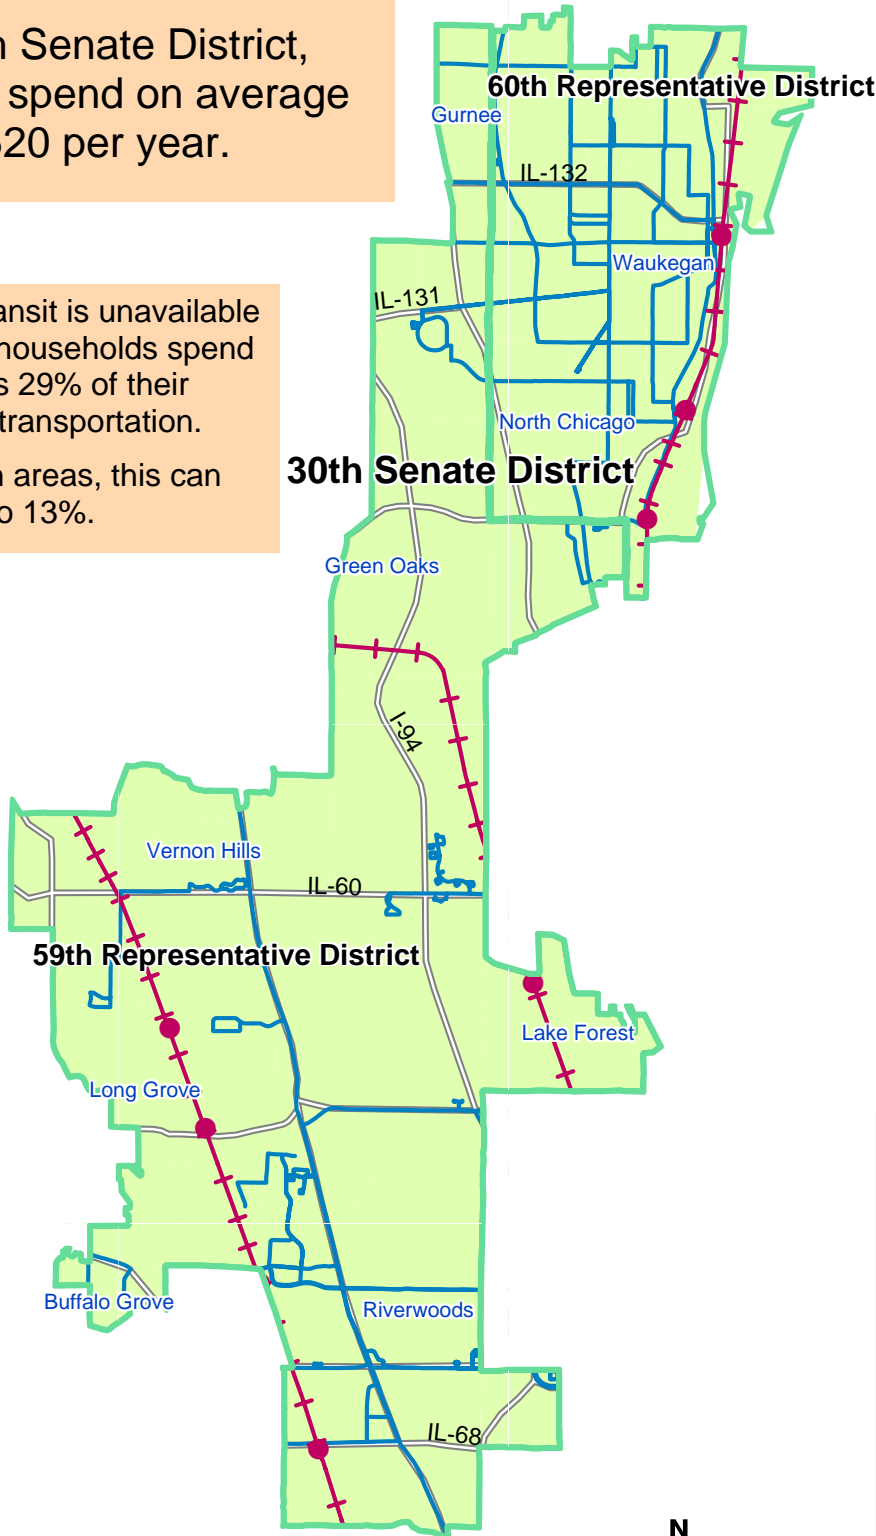 Senate District,
spend on average
20 per year.
60th Representative District
Gurnee
IL-132
Waukegan
unavailable
households spend
29% of their
transportation.
areas, this can
13%.
IL-131
North Chicago
30th Senate District
Green Oaks
I-94
Vernon Hills
IL-60
59th Representative District
Lake Forest
Long Grove
Buffalo Grove
Riverwoods
IL-68
N